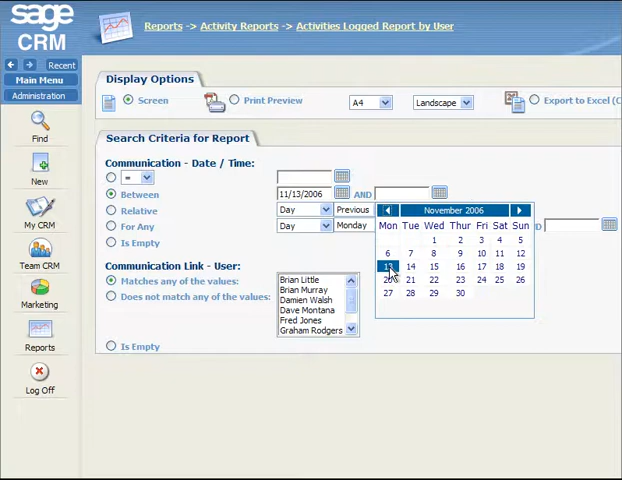 sage
CRM
Reports -> Activity Reports -> Activities Logged Report by User
Recent
Main Menu
Administration
Find
New
My CRM
Team CRM
Marketing
Reports
Log Off
Display Options
Screen
Print Preview
A4
Landscape
Export to Excel (C
Search Criteria for Report
Communication - Date / Time:
=
Between
11/13/2006
AND
Relative
Day
Previous
For Any
Day
Monday
Is Empty
November 2006
Mon Tue Wed Thur Fri Sat Sun
1 2 3 4 5
6 7 8 9 10 11 12
13 14 15 16 17 18 19
20 21 22 23 24 25 26
27 28 29 30
Communication Link - User:
Matches any of the values:
Does not match any of the values:
Brian Little
Brian Murray
Damien Walsh
Dave Montana
Fred Jones
Graham Rodgers
Is Empty